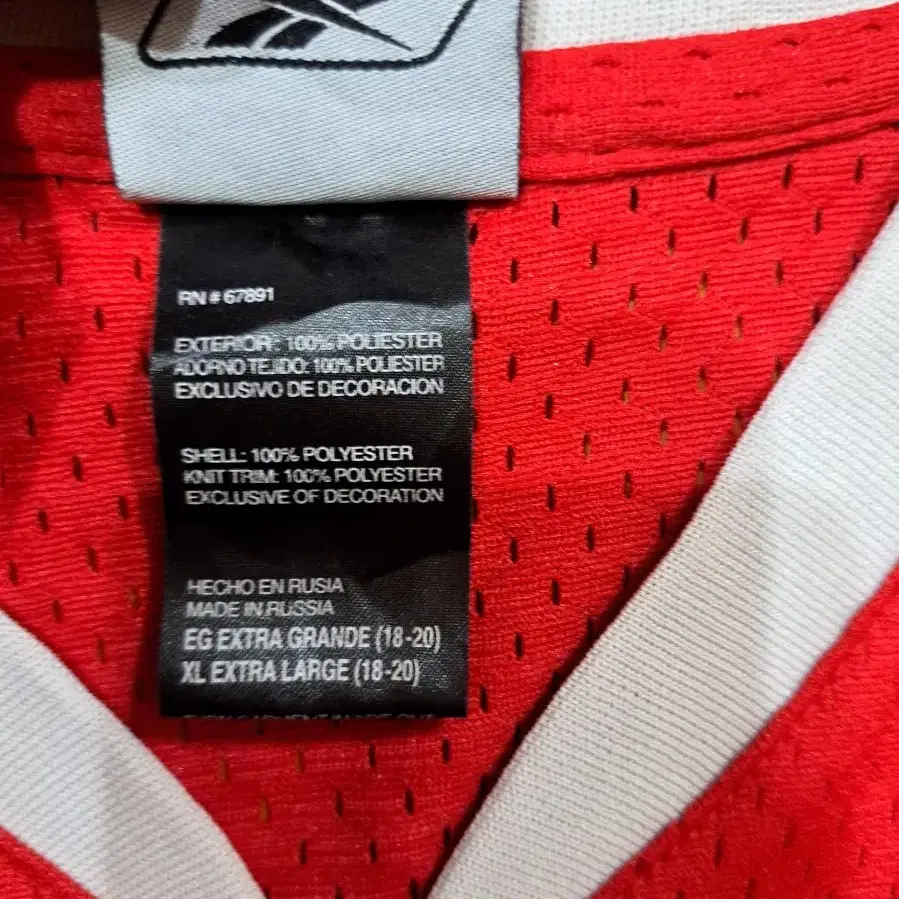 RN # 67891
EXTERIOR: 100% POLIESTER
ADORNO TEJIDO: 100% POLIESTER
EXCLUSIVO DE DECORACION
SHELL: 100% POLYESTER
KNIT TRIM: 100% POLYESTER
EXCLUSIVE OF DECORATION
HECHO EN RUSIA
MADE IN RUSSIA
EG EXTRA GRANDE (18-20)
XL EXTRA LARGE (18-20)